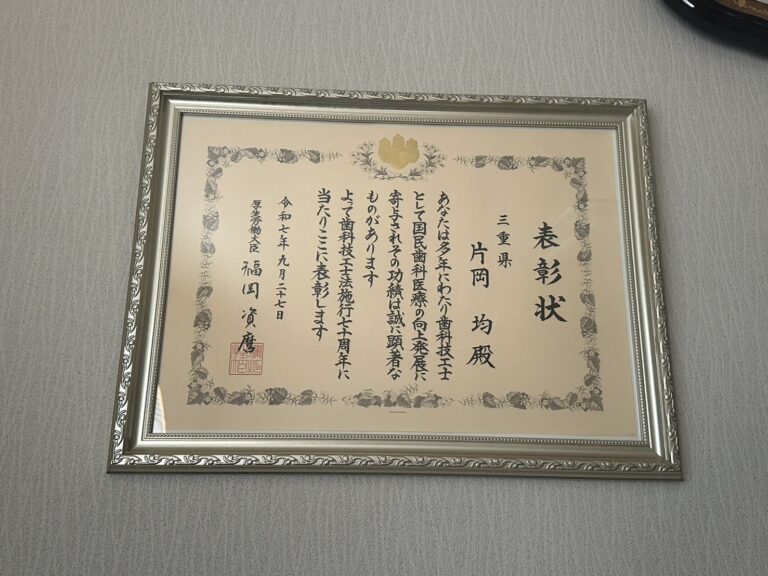 表彰状
三重県
片岡 均 殿
あなたは多年にわたり歯科技工士
として国民歯科医療の向上発展に
寄与されその功績は誠に顕著な
ものがあります
よって歯科技工士法施行七十周年に
当たりここに表彰します
令和七年九月二十七日
厚生労働大臣 福岡資麿